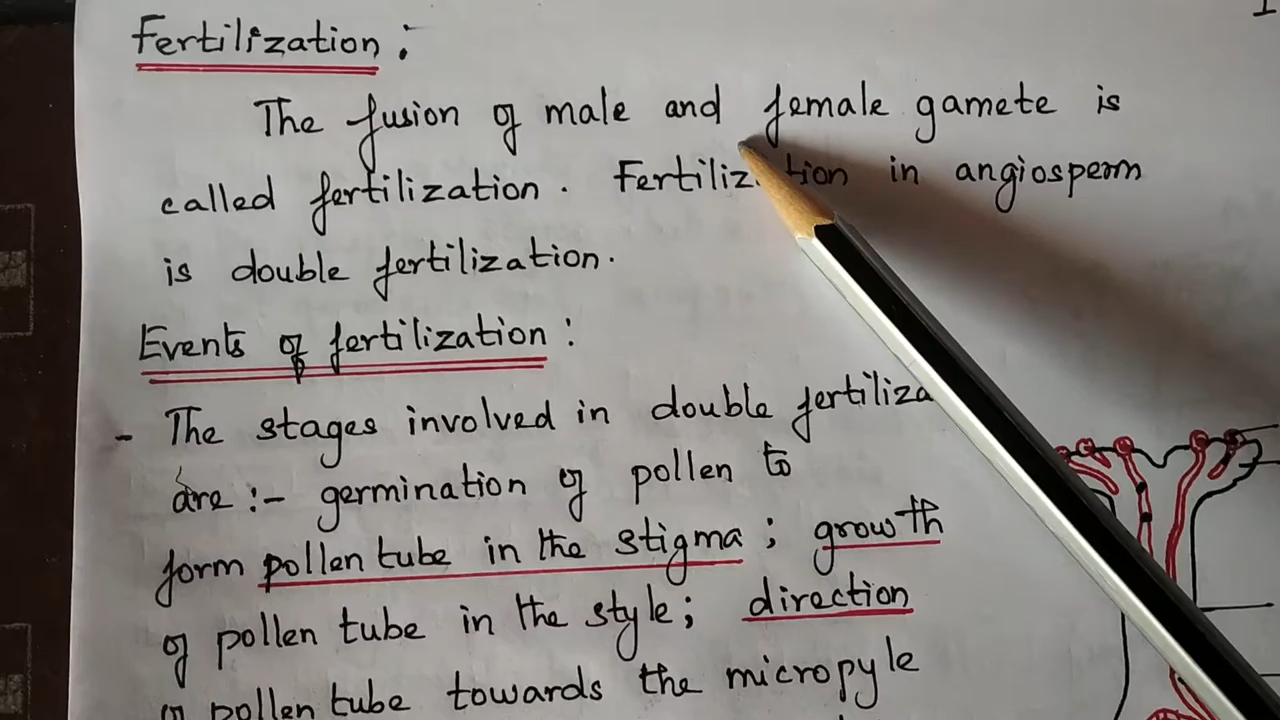 Fertilization :
The fusion of male and female gamete is
called fertilization. Fertilization in angiosperm
is double fertilization.
Events of fertilization :
- The stages involved in double fertiliza
are :- germination of pollen to
form pollen tube in the stigma ; growth
of pollen tube in the style ; direction
of pollen tube towards the micropyle